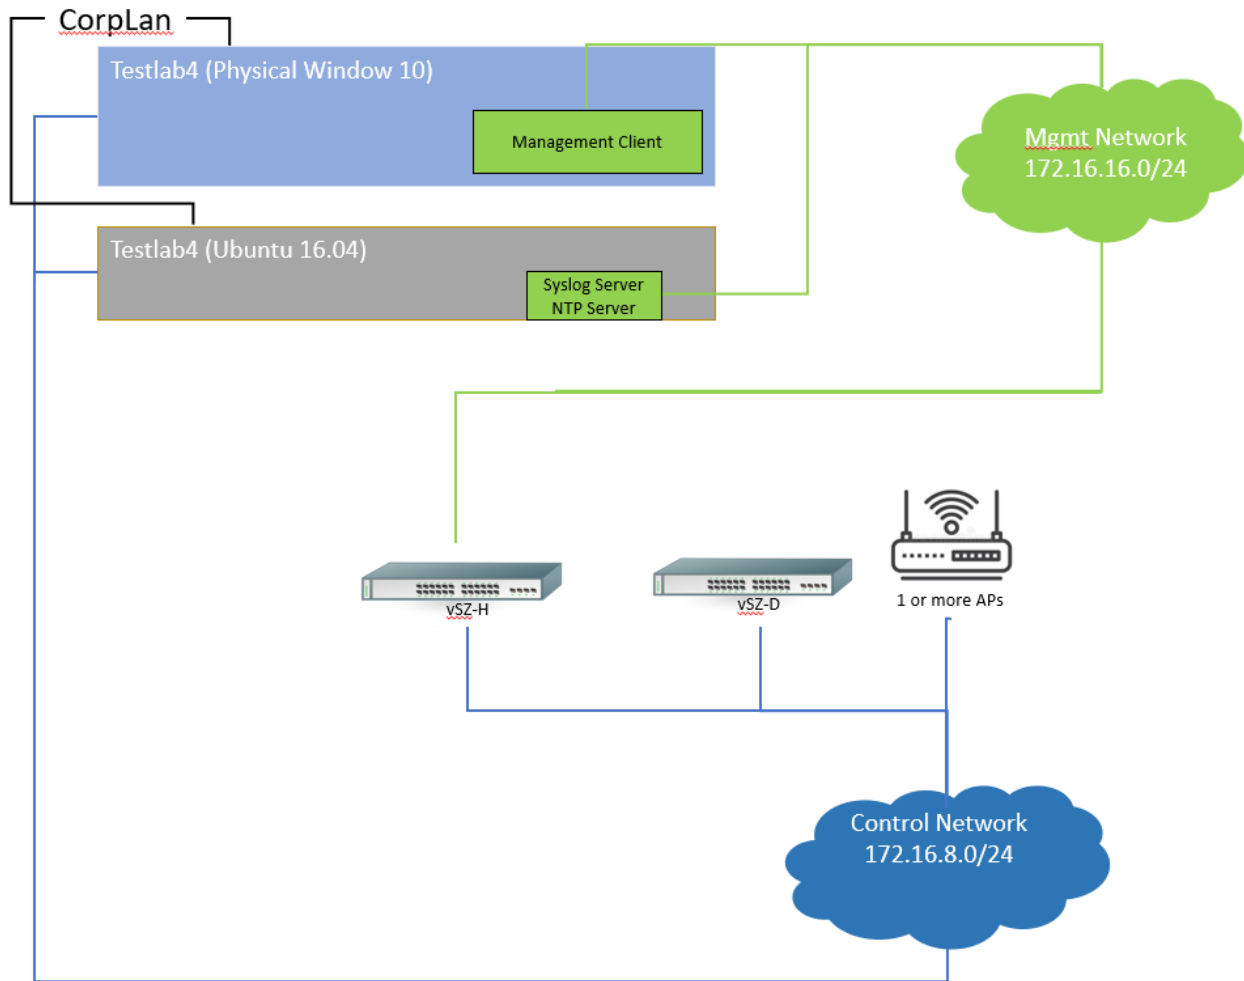 CorpLan
Testlab4 (Physical Window 10)
Management Client
Mgmt Network
172.16.16.0/24
Testlab4 (Ubuntu 16.04)
Syslog Server
NTP Server
vSZ-H
vSZ-D
1 or more APs
Control Network
172.16.8.0/24